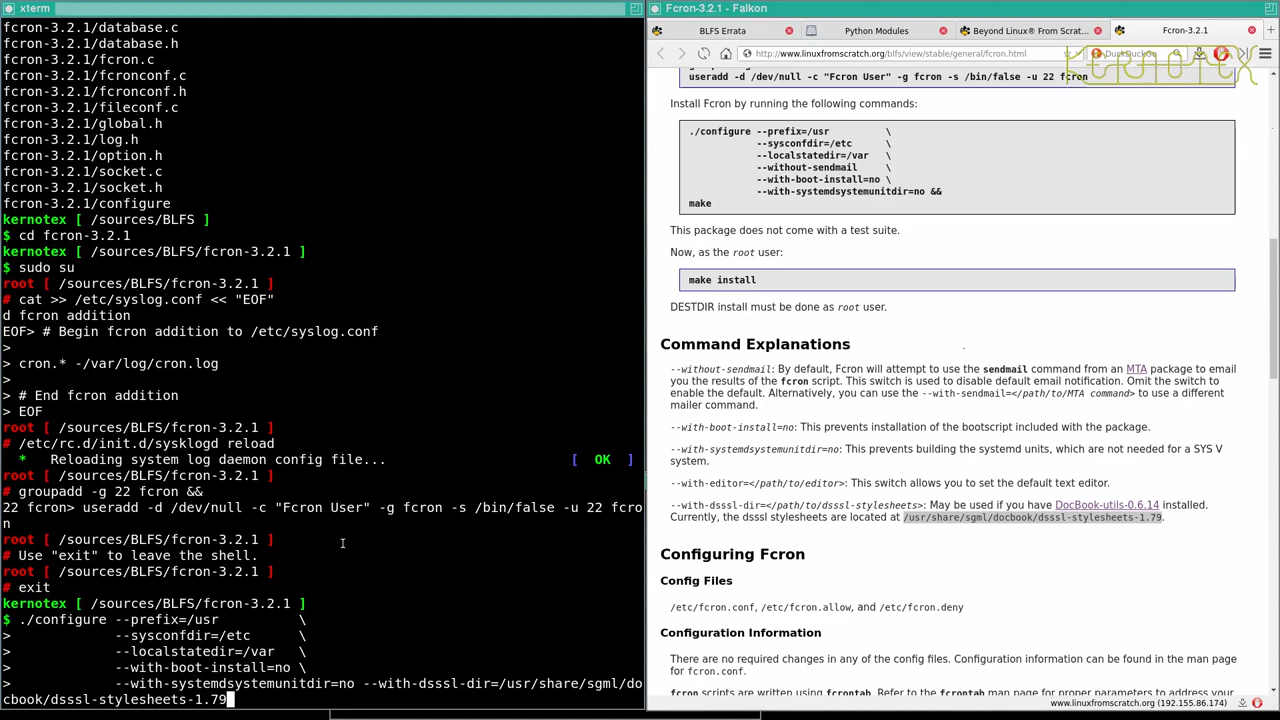 xterm
fcron-3.2.1/database.c
fcron-3.2.1/database.h
fcron-3.2.1/fcron.c
fcron-3.2.1/fcronconf.c
fcron-3.2.1/fcronconf.h
fcron-3.2.1/fileconf.c
fcron-3.2.1/global.h
fcron-3.2.1/log.h
fcron-3.2.1/option.h
fcron-3.2.1/socket.c
fcron-3.2.1/socket.h
fcron-3.2.1/configure
kernotex [ /sources/BLFS ]
$ cd fcron-3.2.1
kernotex [ /sources/BLFS/fcron-3.2.1 ]
$ sudo su
root [ /sources/BLFS/fcron-3.2.1 ]
# cat >> /etc/syslog.conf << "EOF"
d fcron addition
EOF> # Begin fcron addition to /etc/syslog.conf
>
> cron.* -/var/log/cron.log
>
> # End fcron addition
> EOF
root [ /sources/BLFS/fcron-3.2.1 ]
# /etc/rc.d/init.d/sysklogd reload
* Reloading system log daemon config file... [ OK ]
root [ /sources/BLFS/fcron-3.2.1 ]
# groupadd -g 22 fcron &&
22 fcron> useradd -d /dev/null -c "Fcron User" -g fcron -s /bin/false -u 22 fcro
n
root [ /sources/BLFS/fcron-3.2.1 ]
# Use "exit" to leave the shell.
root [ /sources/BLFS/fcron-3.2.1 ]
# exit
kernotex [ /sources/BLFS/fcron-3.2.1 ]
$ ./configure --prefix=/usr \
> --sysconfdir=/etc \
> --localstatedir=/var \
> --with-boot-install=no \
> --with-systemdsystemunitdir=no --with-dsssl-dir=/usr/share/sgml/do
cbook/dsssl-stylesheets-1.79
Fcron-3.2.1 - Falkon
BLFS Errata
Python Modules
Beyond Linux® From Scrat...
Fcron-3.2.1
http://www.linuxfromscratch.org/blfs/view/stable/general/fcron.html
DuckDuckGo
KERNOTEX
useradd -d /dev/null -c "Fcron User" -g fcron -s /bin/false -u 22 fcron
Install Fcron by running the following commands:
./configure --prefix=/usr \
--sysconfdir=/etc \
--localstatedir=/var \
--without-sendmail \
--with-boot-install=no \
--with-systemdsystemunitdir=no &&
make
This package does not come with a test suite.
Now, as the root user:
make install
DESTDIR install must be done as root user.
Command Explanations
--without-sendmail: By default, Fcron will attempt to use the sendmail command from an MTA package to email
you the results of the fcron script. This switch is used to disable default email notification. Omit the switch to
enable the default. Alternatively, you can use the --with-sendmail=</path/to/MTA command> to use a different
mailer command.
--with-boot-install=no: This prevents installation of the bootscript included with the package.
--with-systemdsystemunitdir=no: This prevents building the systemd units, which are not needed for a SYS V
system.
--with-editor=</path/to/editor>: This switch allows you to set the default text editor.
--with-dsssl-dir=</path/to/dsssl-stylesheets>: May be used if you have DocBook-utils-0.6.14 installed.
Currently, the dsssl stylesheets are located at /usr/share/sgml/docbook/dsssl-stylesheets-1.79.
Configuring Fcron
Config Files
/etc/fcron.conf, /etc/fcron.allow, and /etc/fcron.deny
Configuration Information
There are no required changes in any of the config files. Configuration information can be found in the man page
for fcron.conf.
fcron scripts are written using fcrontab. Refer to the fcrontab man page for proper parameters to address your
www.linuxfromscratch.org (192.155.86.174)